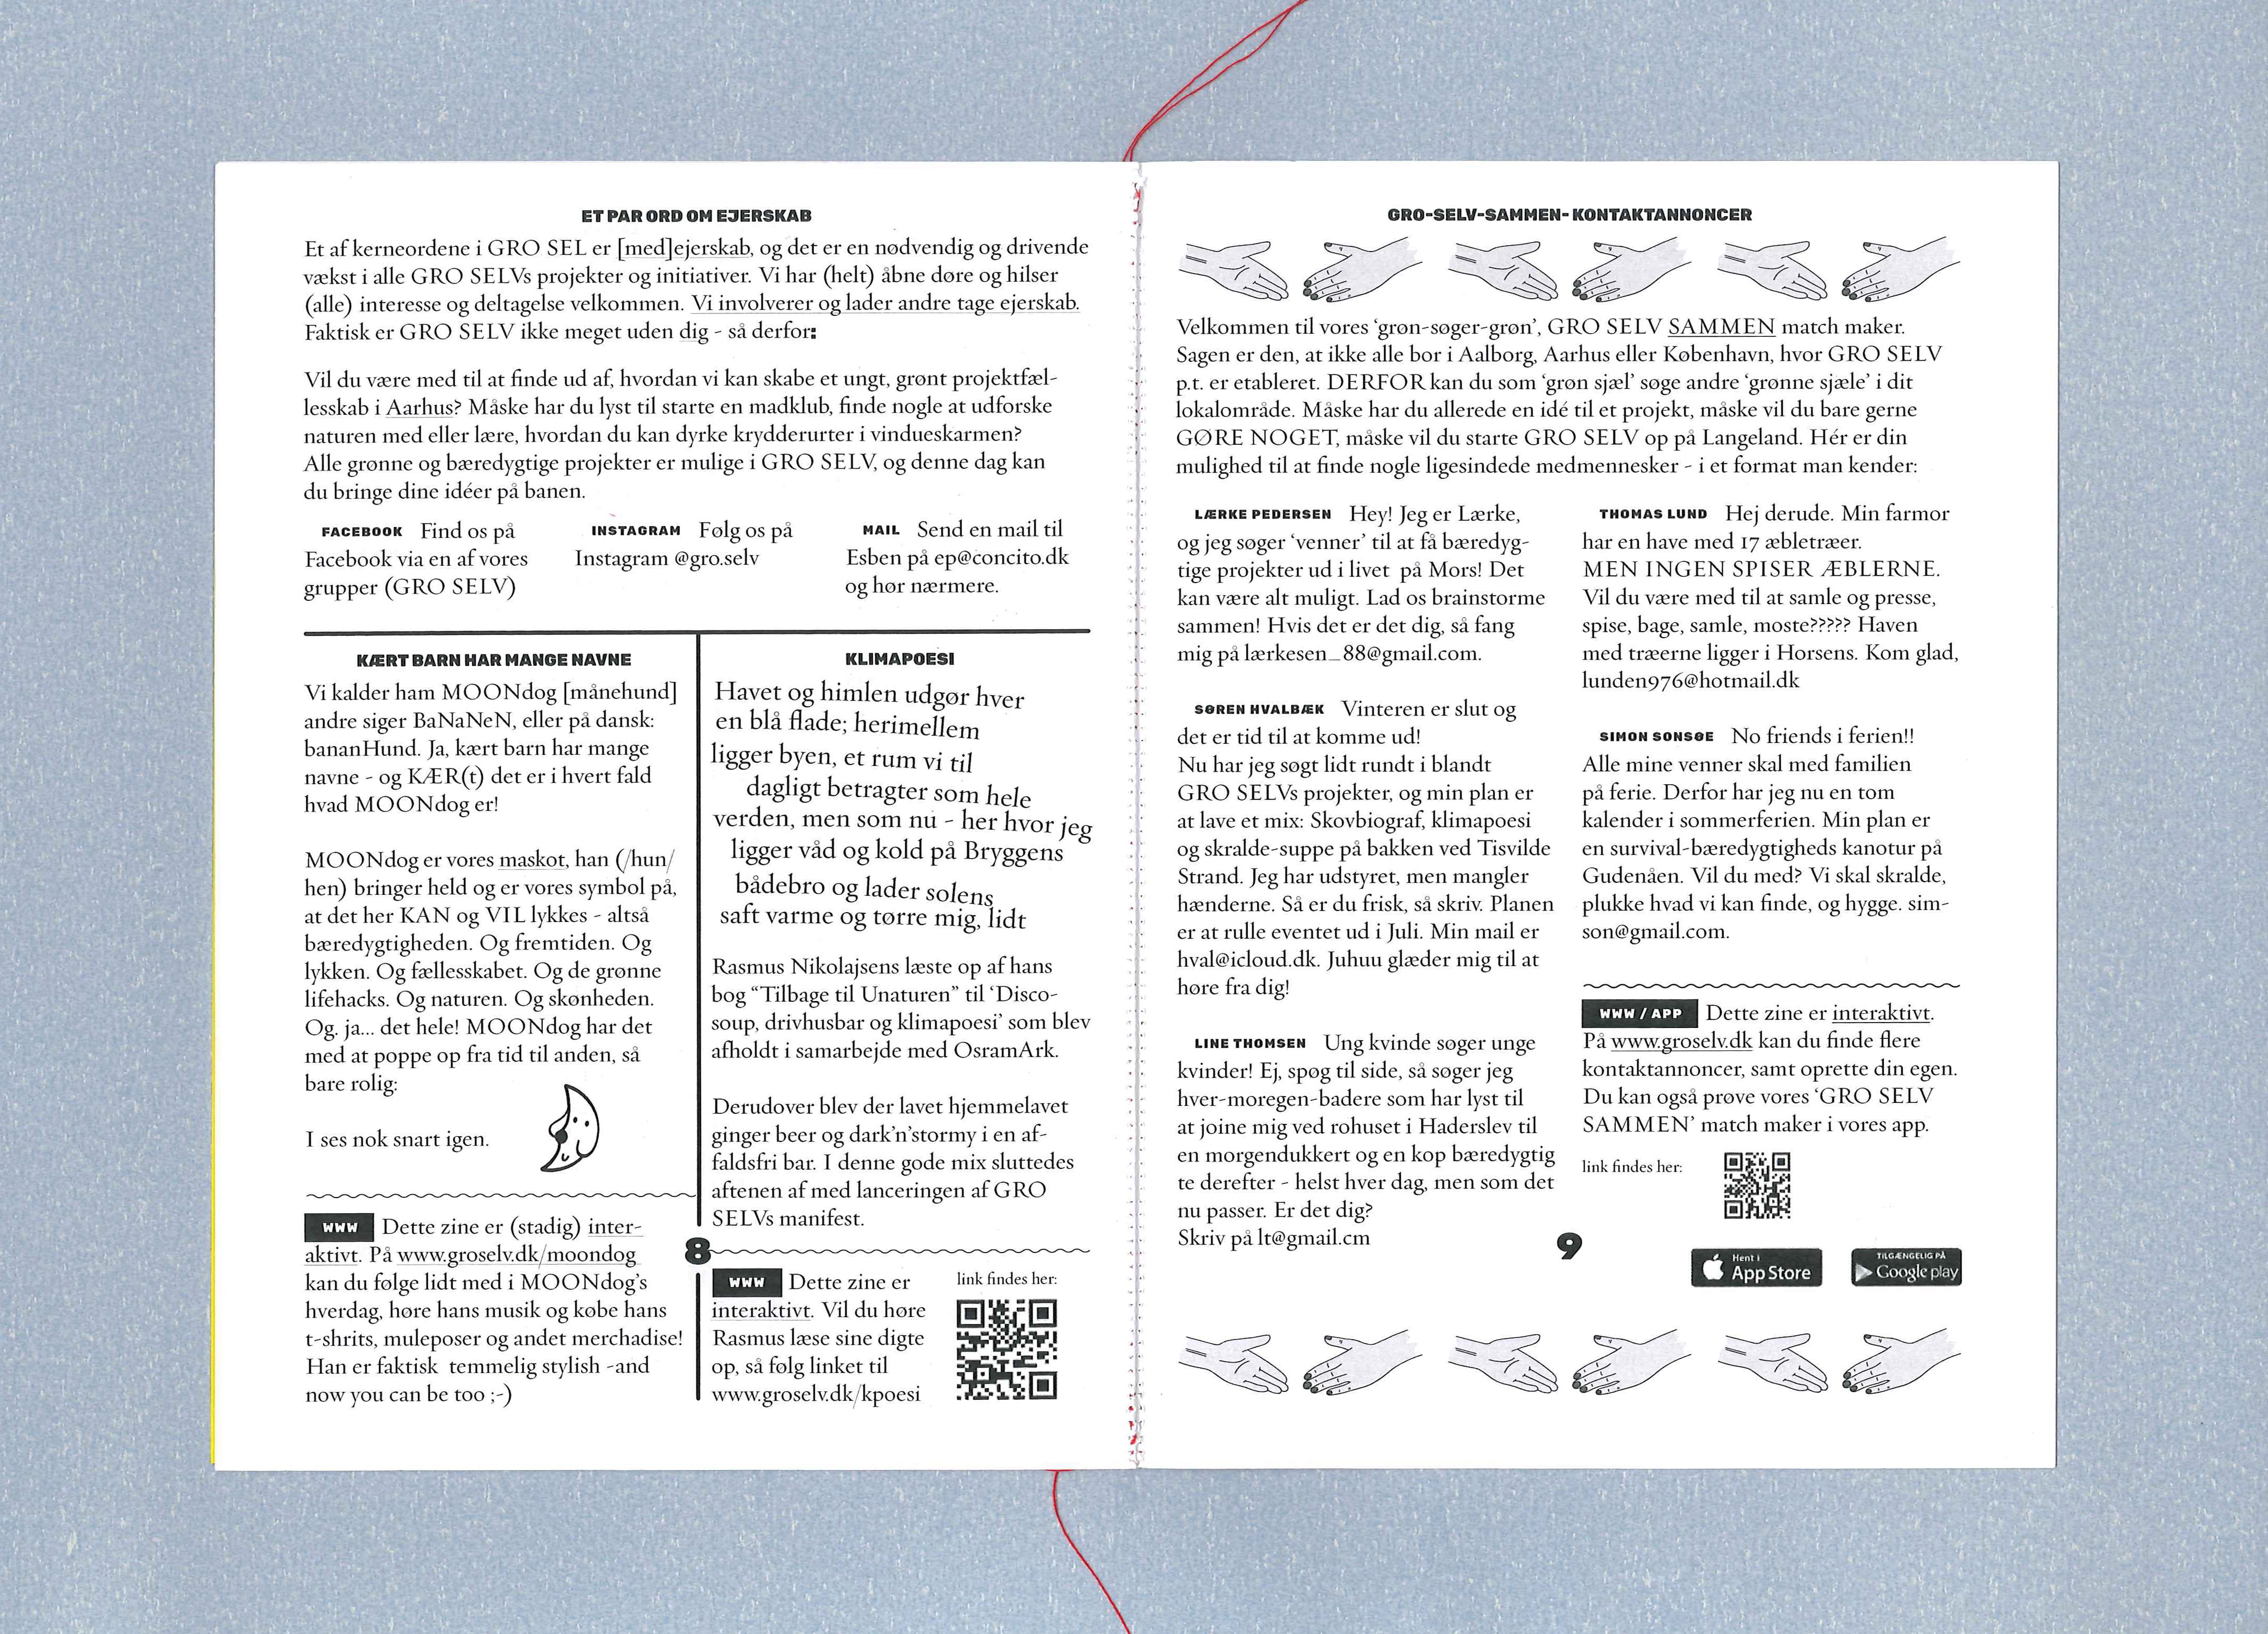 ET PAR ORD OM EJERSKAB
Et af kerneordene i GRO SEL er [med]ejerskab, og det er en nødvendig og drivende
vækst i alle GRO SELVs projekter og initiativer. Vi har (helt) åbne døre og hilser
(alle) interesse og deltagelse velkommen. Vi involverer og lader andre tage ejerskab.
Faktisk er GRO SELV ikke meget uden dig - så derfor:
Vil du være med til at finde ud af, hvordan vi kan skabe et ungt, grønt projektfæl-
lesskab i Aarhus? Måske har du lyst til starte en madklub, finde nogle at udforske
naturen med eller lære, hvordan du kan dyrke krydderurter i vindueskarmen?
Alle grønne og bæredygtige projekter er mulige i GRO SELV, og denne dag kan
du bringe dine idéer på banen.
FACEBOOK Find os på
Facebook via en af vores
grupper (GRO SELV)
INSTAGRAM Følg os på
Instagram @gro.selv
MAIL Send en mail til
Esben på ep@concito.dk
og hør nærmere.
KÆRT BARN HAR MANGE NAVNE
Vi kalder ham MOONdog [månehund]
andre siger BaNaNeN, eller på dansk:
bananHund. Ja, kært barn har mange
navne - og KÆR(t) det er i hvert fald
hvad MOONdog er!
MOONdog er vores maskot, han (/hun/
hen) bringer held og er vores symbol på,
at det her KAN og VIL lykkes - altså
bæredygtigheden. Og fremtiden. Og
lykken. Og fællesskabet. Og de grønne
lifehacks. Og naturen. Og skønheden.
Og. ja... det hele! MOONdog har det
med at poppe op fra tid til anden, så
bare rolig:
I ses nok snart igen.
WWW Dette zine er (stadig) inter-
aktivt. På www.groselv.dk/moondog
kan du følge lidt med i MOONdog's
hverdag, høre hans musik og købe hans
t-shrits, muleposer og andet merchadise!
Han er faktisk temmelig stylish -and
now you can be too ;-)
KLIMAPOESI
Havet og himlen udgør hver
en blå flade; herimellem
ligger byen, et rum vi til
dagligt betragter som hele
verden, men som nu - her hvor jeg
ligger våd og kold på Bryggens
bådebro og lader solens
saft varme og tørre mig, lidt
Rasmus Nikolajsens læste op af hans
bog “Tilbage til Unaturen” til ‘Disco-
soup, drivhusbar og klimapoesi’ som blev
afholdt i samarbejde med OsramArk.
Derudover blev der lavet hjemmelavet
ginger beer og dark'n'stormy i en af-
faldsfri bar. I denne gode mix sluttedes
aftenen af med lanceringen af GRO
SELVs manifest.
8
WWW Dette zine er
interaktivt. Vil du høre
Rasmus læse sine digte
op, så følg linket til
www.groselv.dk/kpoesi
link findes her:
GRO-SELV-SAMMEN- KONTAKTANNONCER
Velkommen til vores ‘grøn-søger-grøn’, GRO SELV SAMMEN match maker.
Sagen er den, at ikke alle bor i Aalborg, Aarhus eller København, hvor GRO SELV
p.t. er etableret. DERFOR kan du som ‘grøn sjæl’ søge andre ‘grønne sjæle’ i dit
lokalområde. Måske har du allerede en idé til et projekt, måske vil du bare gerne
GØRE NOGET, måske vil du starte GRO SELV op på Langeland. Hér er din
mulighed til at finde nogle ligesindede medmennesker - i et format man kender:
LÆRKE PEDERSEN Hey! Jeg er Lærke,
og jeg søger ‘venner’ til at få bæredyg-
tige projekter ud i livet på Mors! Det
kan være alt muligt. Lad os brainstorme
sammen! Hvis det er det dig, så fang
mig på lærkesen_88@gmail.com.
SØREN HVALBÆK Vinteren er slut og
det er tid til at komme ud!
Nu har jeg søgt lidt rundt i blandt
GRO SELVs projekter, og min plan er
at lave et mix: Skovbiograf, klimapoesi
og skralde-suppe på bakken ved Tisvilde
Strand. Jeg har udstyret, men mangler
hænderne. Så er du frisk, så skriv. Planen
er at rulle eventet ud i Juli. Min mail er
hval@icloud.dk. Juhuu glæder mig til at
høre fra dig!
LINE THOMSEN Ung kvinde søger unge
kvinder! Ej, spøg til side, så søger jeg
hver-moregen-badere som har lyst til
at joine mig ved rohuset i Haderslev til
en morgendukkert og en kop bæredygtig
te derefter - helst hver dag, men som det
nu passer. Er det dig?
Skriv på lt@gmail.cm
THOMAS LUND Hej derude. Min farmor
har en have med 17 æbletræer.
MEN INGEN SPISER ÆBLERNE.
Vil du være med til at samle og presse,
spise, bage, samle, moste????? Haven
med træerne ligger i Horsens. Kom glad,
lunden976@hotmail.dk
SIMON SONSØE No friends i ferien!!
Alle mine venner skal med familien
på ferie. Derfor har jeg nu en tom
kalender i sommerferien. Min plan er
en survival-bæredygtigheds kanotur på
Gudenåen. Vil du med? Vi skal skralde,
plukke hvad vi kan finde, og hygge. sim-
son@gmail.com.
WWW / APP Dette zine er interaktivt.
På www.groselv.dk kan du finde flere
kontaktannoncer, samt oprette din egen.
Du kan også prøve vores ‘GRO SELV
SAMMEN’ match maker i vores app.
link findes her:
9
Hent i
App Store
TILGÆNGELIG PÅ
Google play